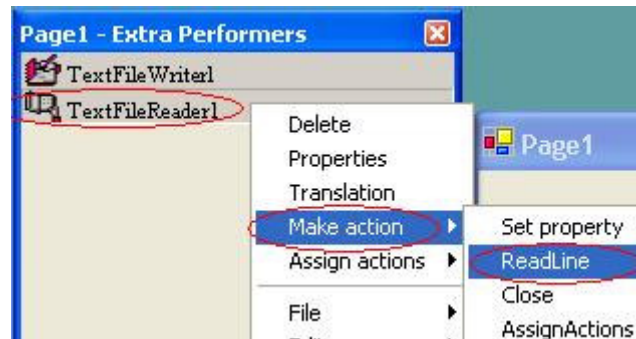 Page1 - Extra Performers
TextFileWriter1
TextFileReader1
Delete
Properties
Translation
Make action
Assign actions
File
Page1
Set property
ReadLine
Close
AssignActions